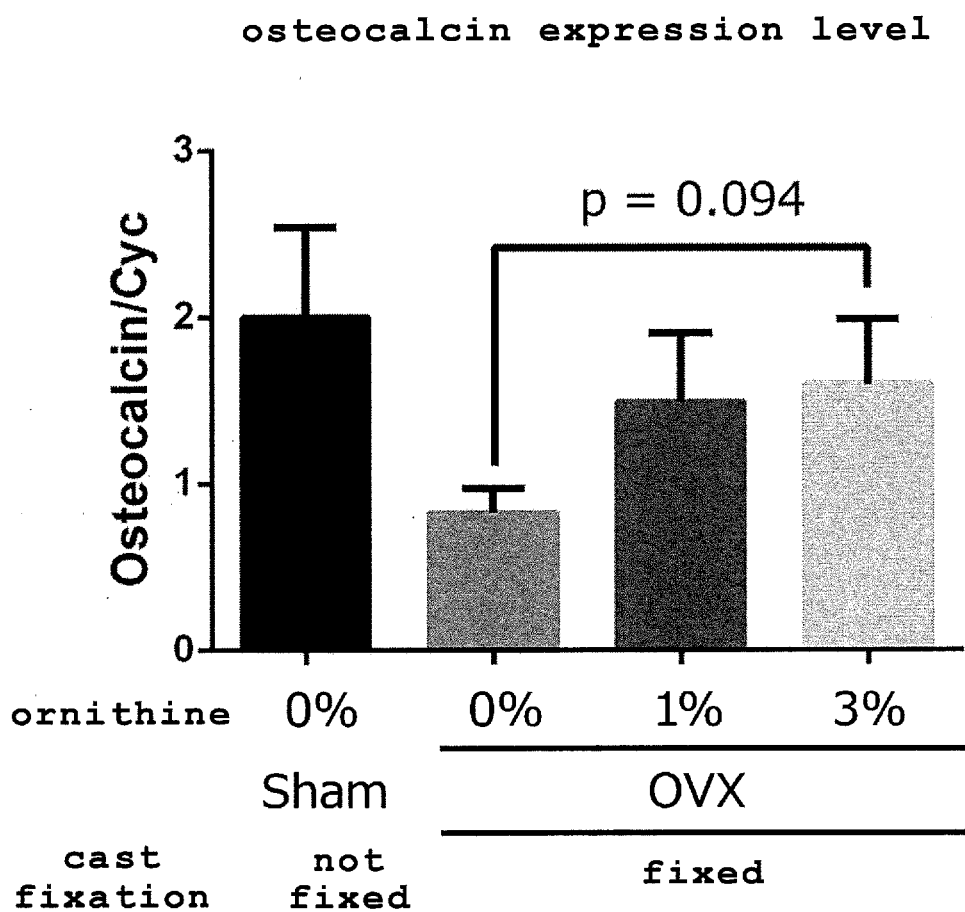 osteocalcin expression level
3
p = 0.094
2
1
0
Osteocalcin/Cyc
ornithine 0% 0% 1% 3%
Sham OVX
cast not fixed
fixation fixed